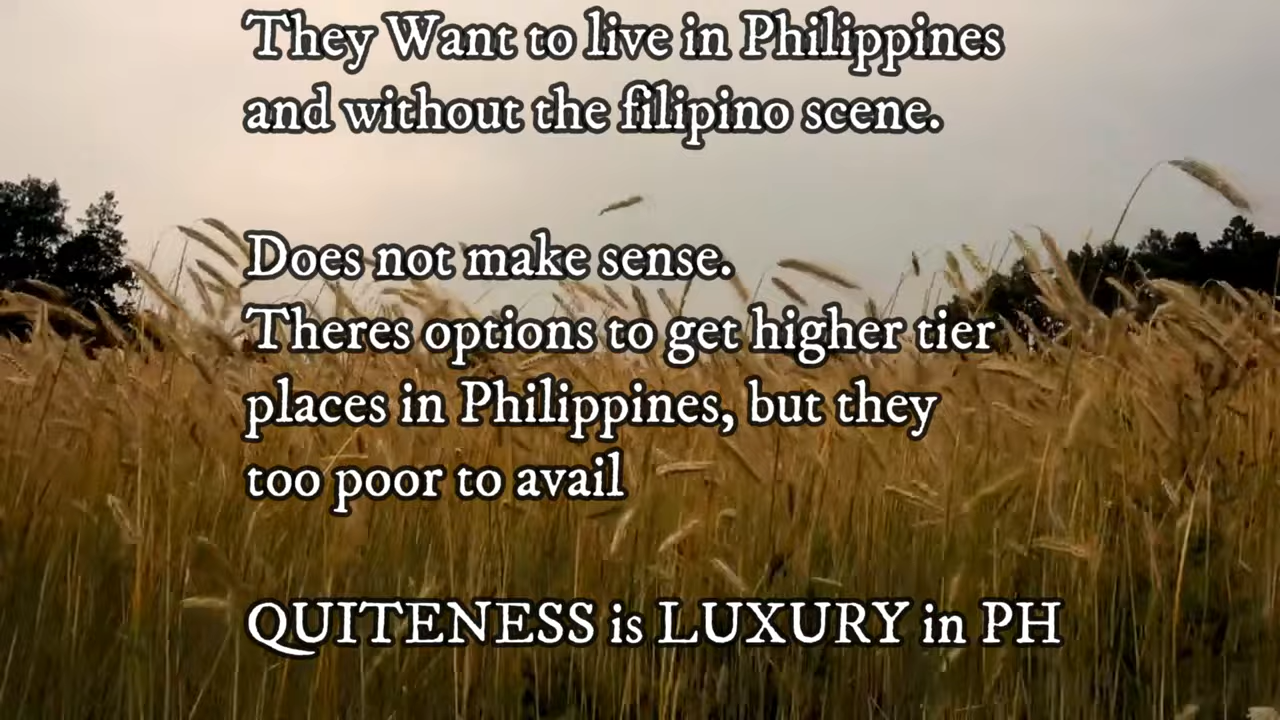 They Want to live in Philippines
and without the filipino scene.
Does not make sense.
Theres options to get higher tier
places in Philippines, but they
too poor to avail
QUITENESS is LUXURY in PH